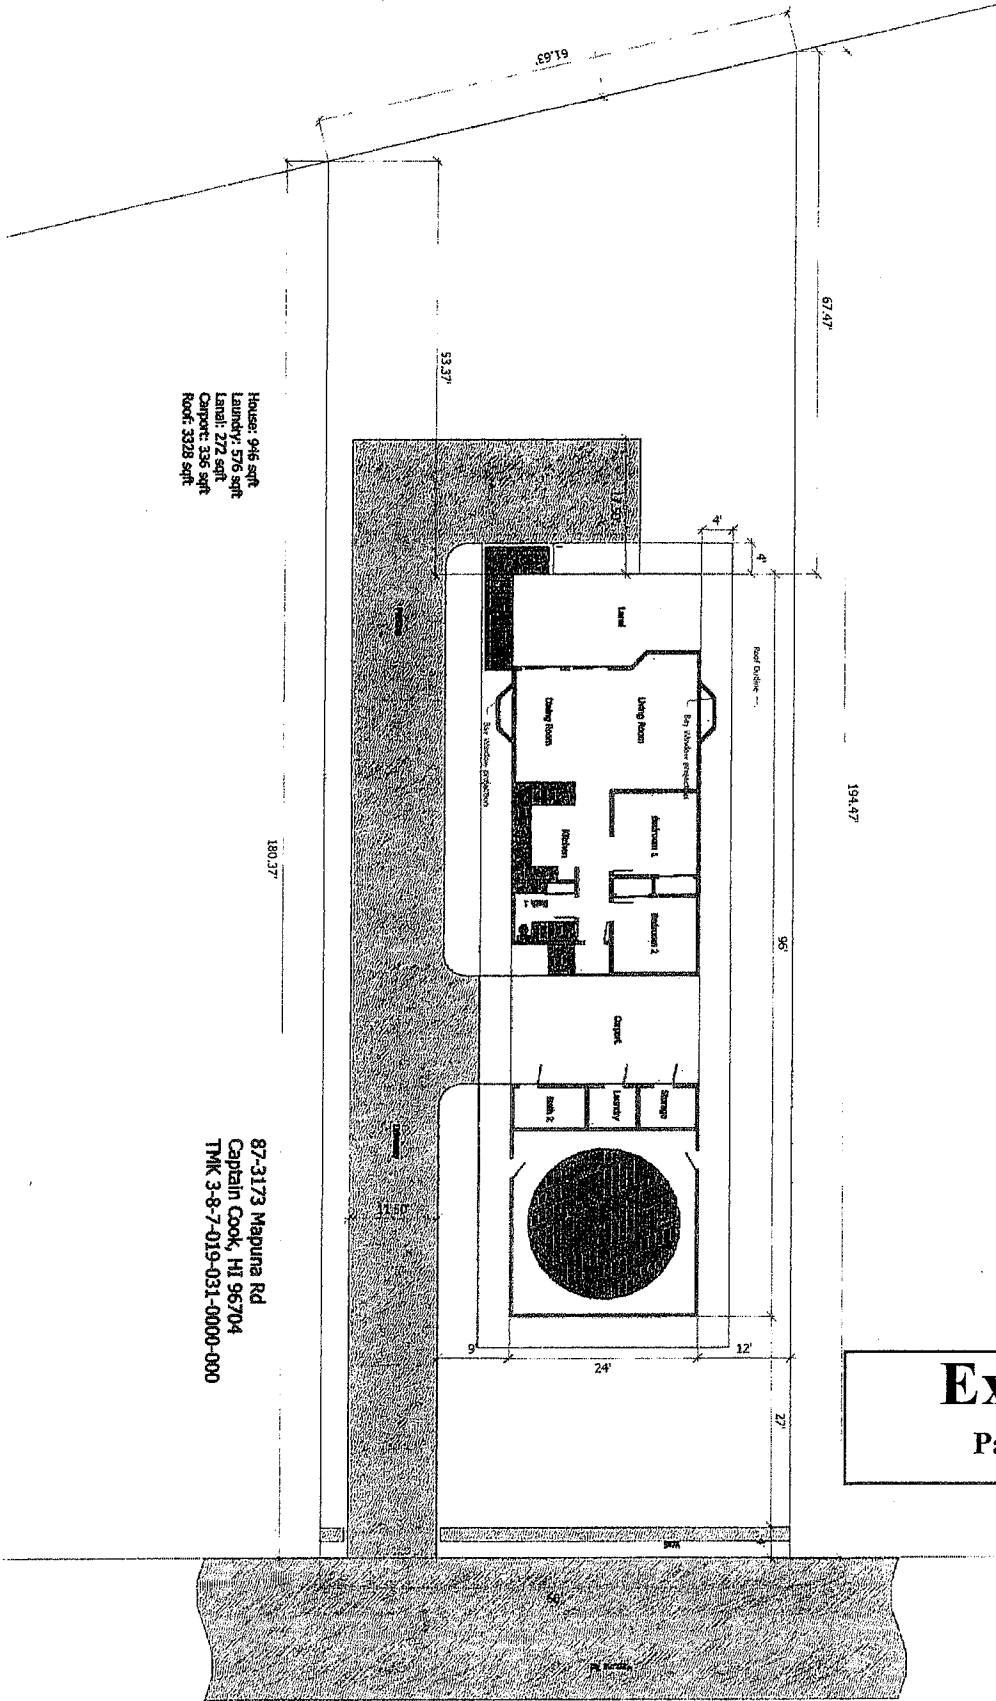 61.63'
67.47'
53.37'
House: 946 sqft
Laundry: 576 sqft
Lanai: 272 sqft
Carport: 336 sqft
Roof: 3328 sqft
4'
4'
Lanai
Roof Outline
Living Room
Dining Room
Bay Window projection
Bay Window projection
194.47'
180.37'
Bedroom 1
Kitchen
Bath 1
Bedroom 2
96'
Carport
Storage
Laundry
Bath 2
Driveway
11.50'
87-3173 Mapuna Rd
Captain Cook, HI 96704
TMK 3-8-7-019-031-0000-000
9'
24'
12'
27'
Ex
Pa
Wall
Mapuna Rd